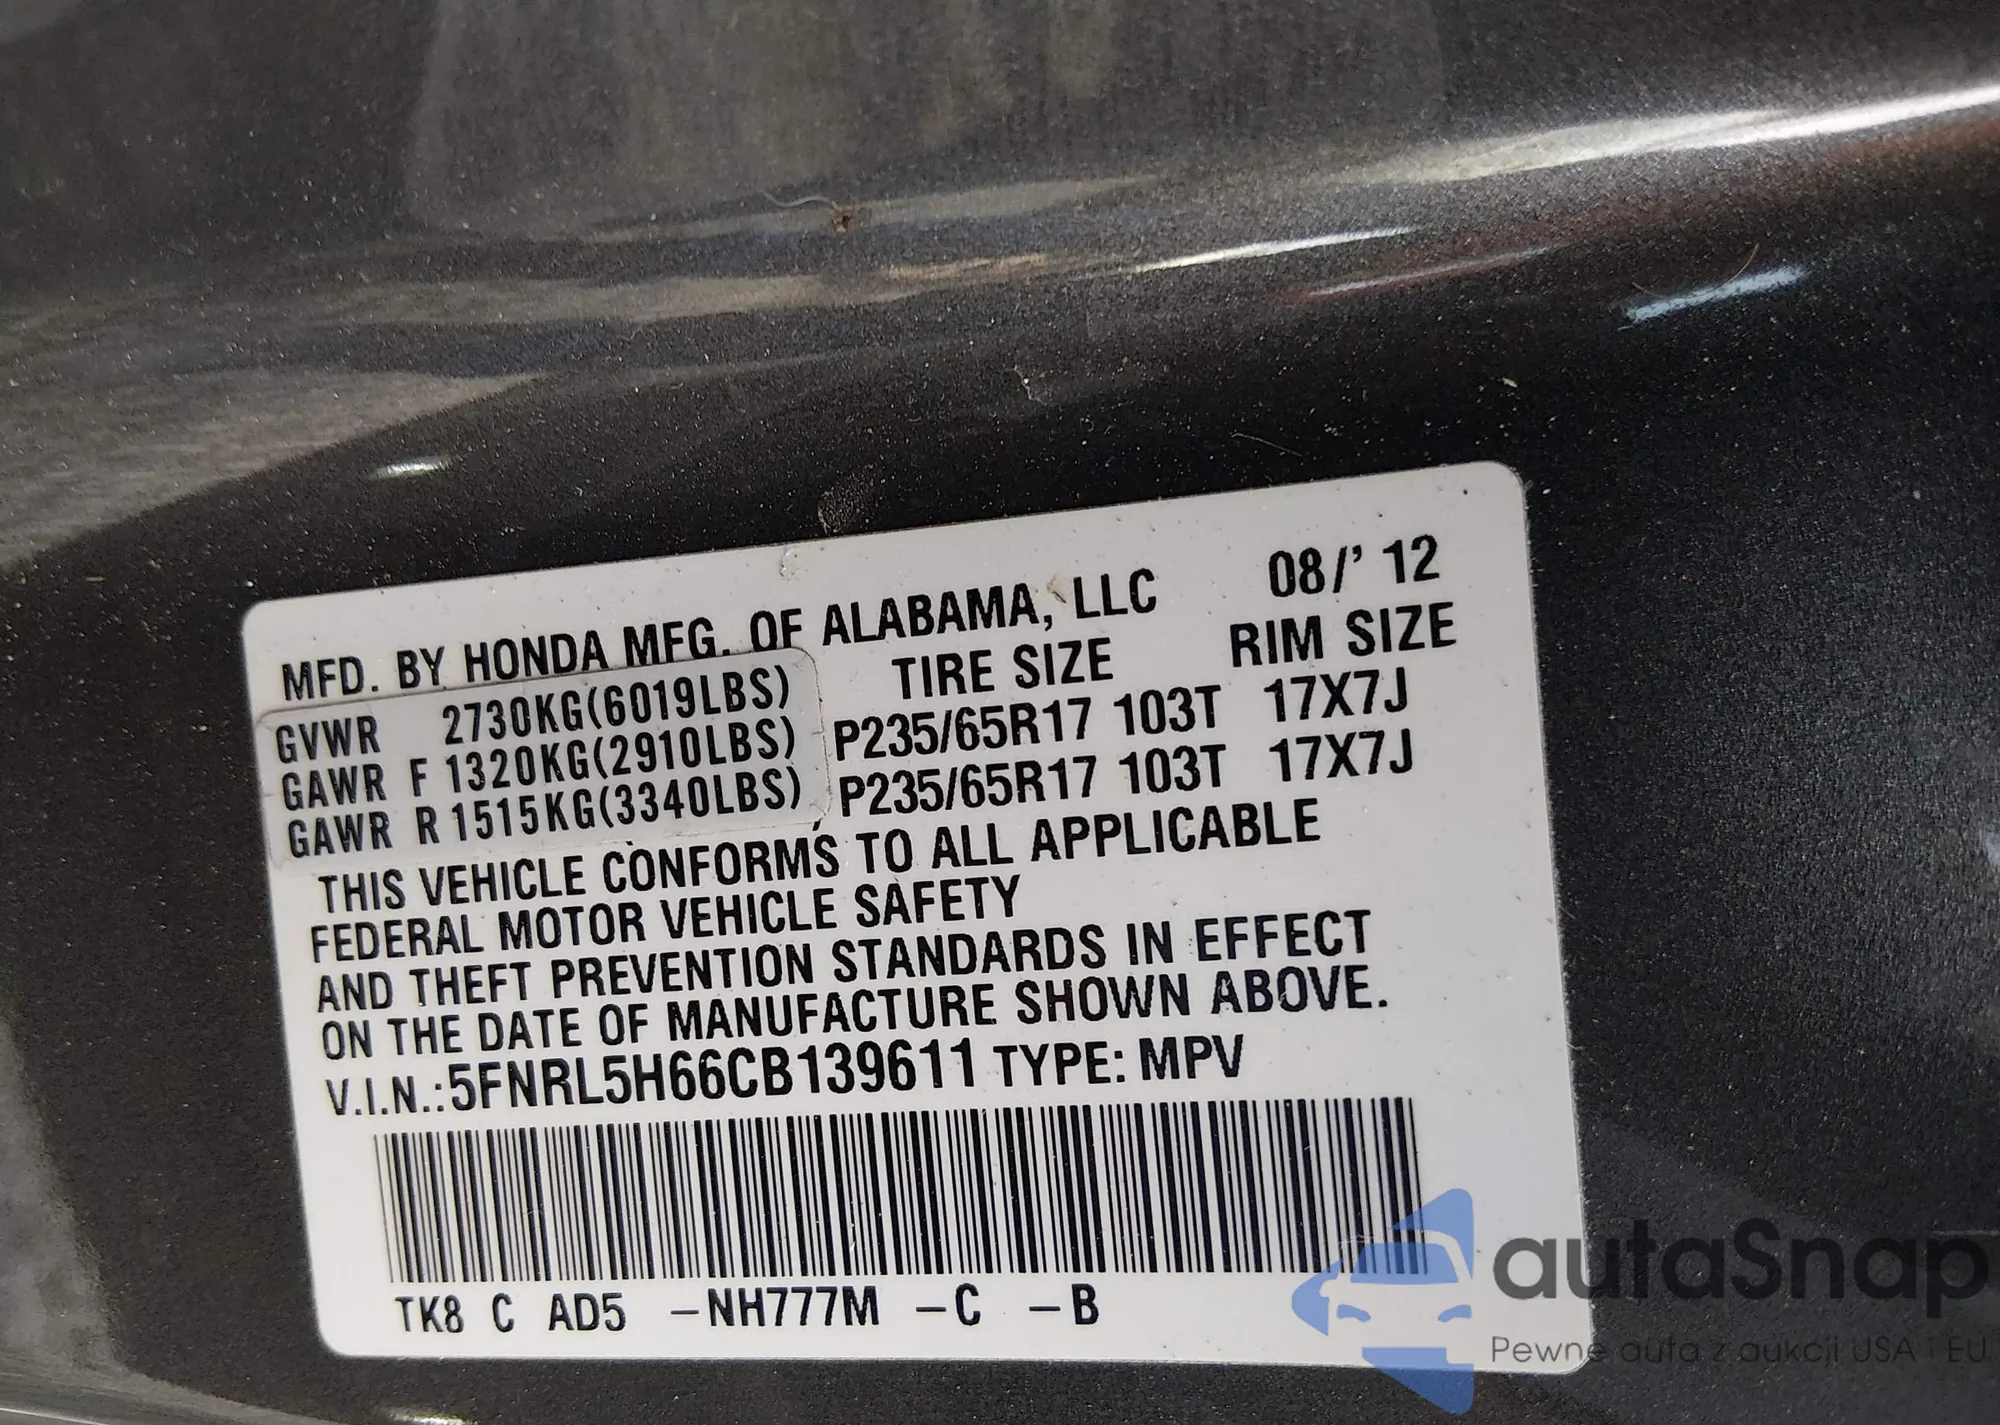 MFD. BY HONDA MFG. OF ALABAMA, LLC 08/'12
TIRE SIZE RIM SIZE
GVWR 2730KG(6019LBS)
GAWR F 1320KG(2910LBS) P235/65R17 103T 17X7J
GAWR R 1515KG(3340LBS) P235/65R17 103T 17X7J
THIS VEHICLE CONFORMS TO ALL APPLICABLE
FEDERAL MOTOR VEHICLE SAFETY
AND THEFT PREVENTION STANDARDS IN EFFECT
ON THE DATE OF MANUFACTURE SHOWN ABOVE.
V.I.N.:5FNRL5H66CB139611 TYPE: MPV
TK8 C AD5 -NH777M -C -B
autaSnap
Pewne auta z aukcji USA i EU